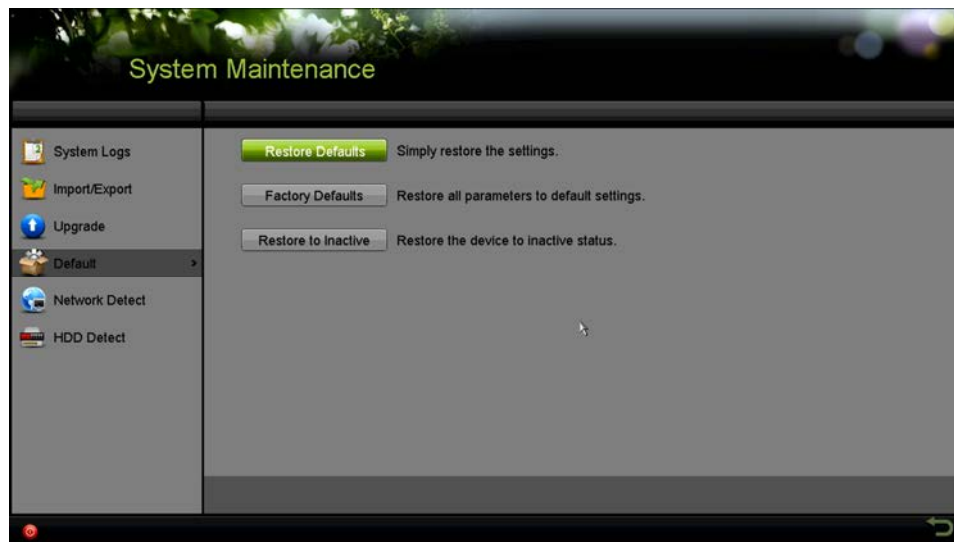 System Maintenance
System Logs
Import/Export
Upgrade
Default
Network Detect
HDD Detect
Restore Defaults Simply restore the settings.
Factory Defaults Restore all parameters to default settings.
Restore to Inactive Restore the device to inactive status.